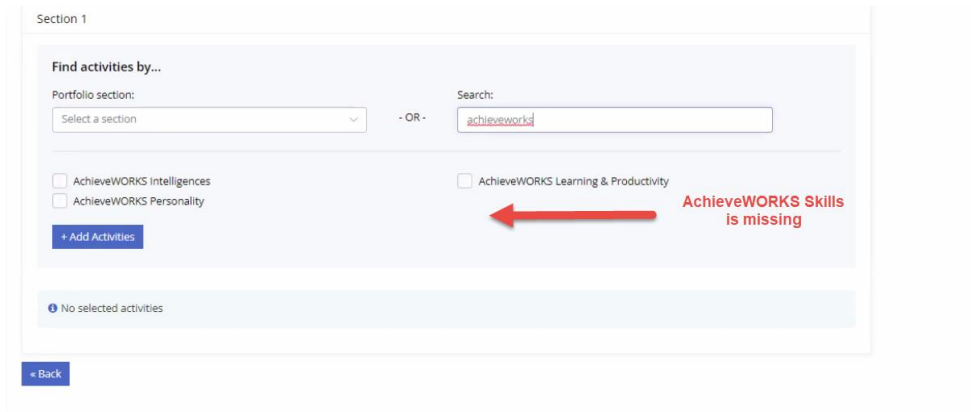 Section 1
Find activities by...
Portfolio section:
Search:
Select a section
- OR -
achieveworks
AchieveWORKS Intelligences
AchieveWORKS Learning & Productivity
AchieveWORKS Personality
AchieveWORKS Skills
is missing
+ Add Activities
No selected activities
« Back